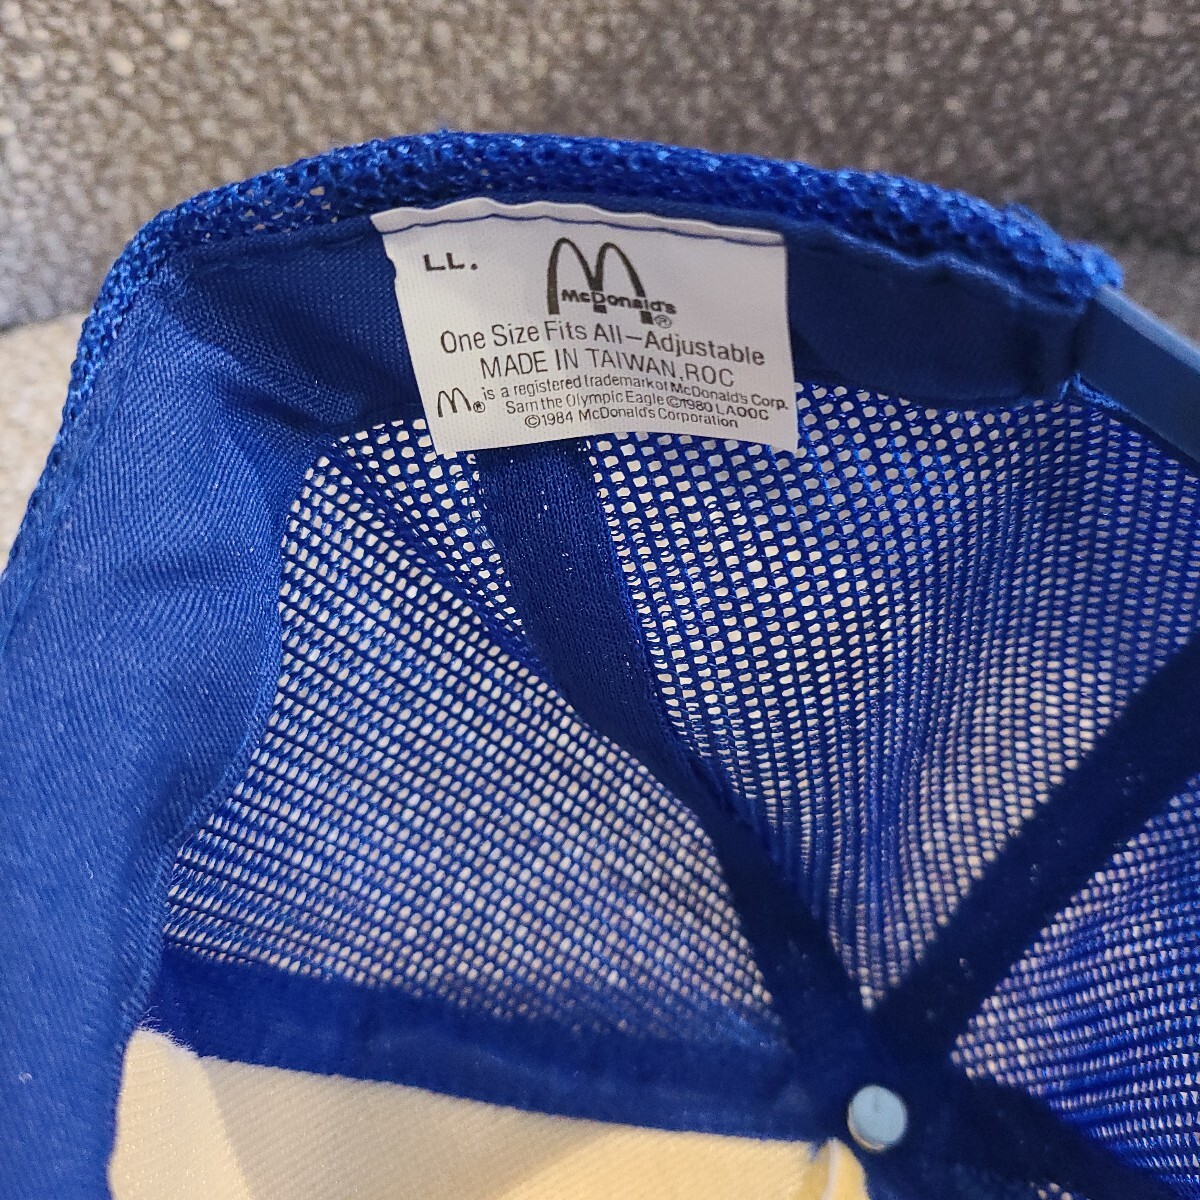 LL.
McDonald's®
One Size Fits All–Adjustable
MADE IN TAIWAN.ROC
M® is a registered trademark of McDonald's Corp.
Sam the Olympic Eagle ©1980 LAOOC
©1984 McDonald's Corporation